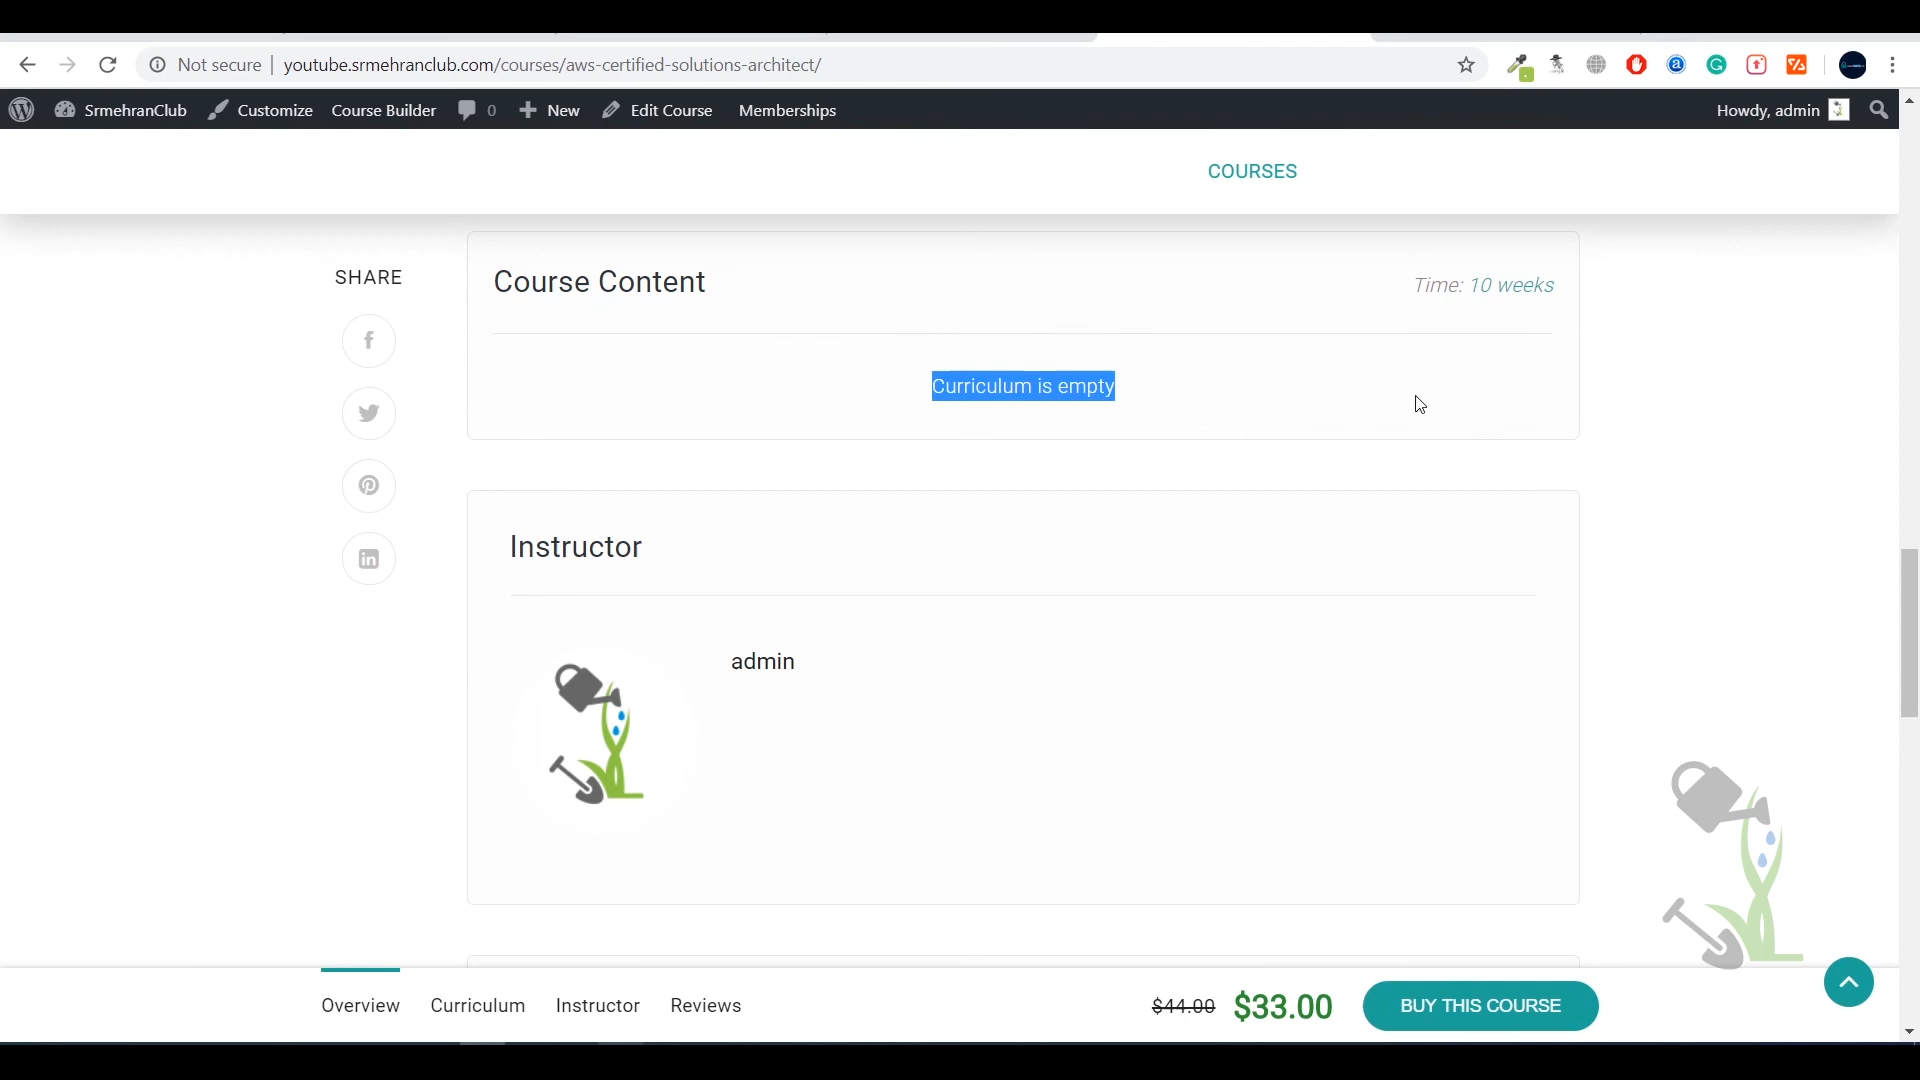 Not secure youtube.srmehranclub.com/courses/aws-certified-solutions-architect/
SrmehranClub Customize Course Builder 0 New Edit Course Memberships Howdy, admin
COURSES
SHARE
Course Content Time: 10 weeks
Curriculum is empty
Instructor
admin
Overview Curriculum Instructor Reviews $44.00 $33.00 BUY THIS COURSE